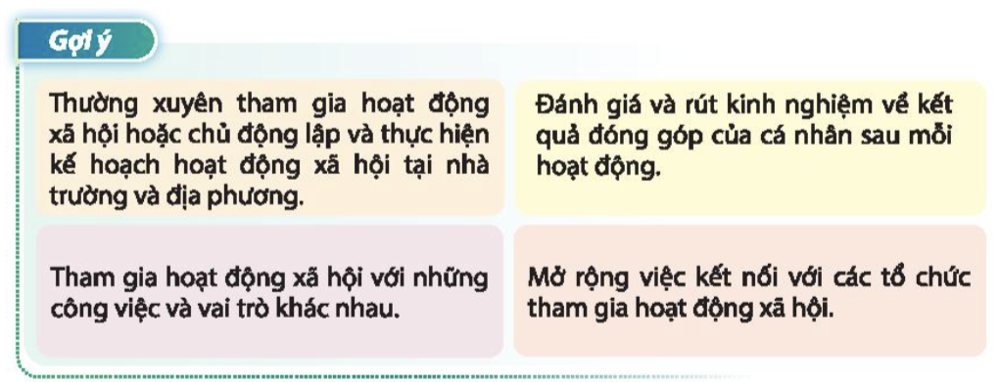 Gợi ý
Thường xuyên tham gia hoạt động
xã hội hoặc chủ động lập và thực hiện
kế hoạch hoạt động xã hội tại nhà
trường và địa phương.
Đánh giá và rút kinh nghiệm về kết
quả đóng góp của cá nhân sau mỗi
hoạt động.
Tham gia hoạt động xã hội với những
công việc và vai trò khác nhau.
Mở rộng việc kết nối với các tổ chức
tham gia hoạt động xã hội.